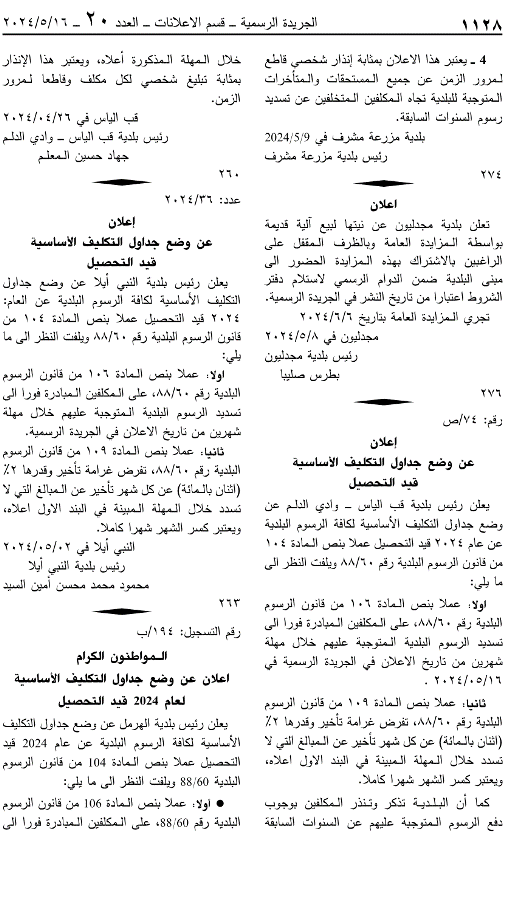 ١١٢٨
الجريدة الرسمية ـ قسم الاعلانات ـ العدد ٢٠ ـ ٢٠٢٤/٥/١٦
4 ـ يعتبر هذا الاعلان بمثابة إنذار شخصي قاطع
لمرور الزمن عن جميع المستحقات والمتأخرات
المتوجبة للبلدية تجاه المكلفين المتخلفين عن تسديد
رسوم السنوات السابقة.
بلدية مزرعة مشرف في 2024/5/9
رئيس بلدية مزرعة مشرف
٢٧٤
اعلان
تعلن بلدية مجدليون عن نيتها لبيع آلية قديمة
بواسطة المزايدة العامة وبالظرف المقفل على
الراغبين بالاشتراك بهذه المزايدة الحضور الى
مبنى البلدية ضمن الدوام الرسمي لاستلام دفتر
الشروط اعتبارا من تاريخ النشر في الجريدة الرسمية.
تجري المزايدة العامة بتاريخ ٢٠٢٤/٦/٦
مجدليون في ٢٠٢٤/٥/٨
رئيس بلدية مجدليون
بطرس صليبا
٢٧٦
رقم: ٧٤/ص
إعلان
عن وضع جداول التكليف الأساسية
قيد التحصيل
يعلن رئيس بلدية قب الياس ـ وادي الدلم عن
وضع جداول التكليف الأساسية لكافة الرسوم البلدية
عن عام ٢٠٢٤ قيد التحصيل عملا بنص المادة ١٠٤
من قانون الرسوم البلدية رقم ٨٨/٦٠ ويلفت النظر الى
ما يلي:
اولا: عملا بنص المادة ١٠٦ من قانون الرسوم
البلدية رقم ٨٨/٦٠، على المكلفين المبادرة فورا الى
تسديد الرسوم البلدية المتوجبة عليهم خلال مهلة
شهرين من تاريخ الاعلان في الجريدة الرسمية في
٢٠٢٤/٠٥/١٦ .
ثانيا: عملا بنص المادة ١٠٩ من قانون الرسوم
البلدية رقم ٨٨/٦٠، تفرض غرامة تأخير وقدرها ٢٪
(اثنان بالمائة) عن كل شهر تأخير عن المبالغ التي لا
تسدد خلال المهلة المبينة في البند الاول اعلاه،
ويعتبر كسر الشهر شهرا كاملا.
كما أن البلدية تذكر وتنذر المكلفين بوجوب
دفع الرسوم المتوجبة عليهم عن السنوات السابقة
خلال المهلة المذكورة أعلاه، ويعتبر هذا الإنذار
بمثابة تبليغ شخصي لكل مكلف وقاطعا لمرور
الزمن.
قب الياس في ٢٠٢٤/٠٤/٢٦
رئيس بلدية قب الياس ـ وادي الدلم
جهاد حسين المعلم
٢٦٠
عدد: ٢٠٢٤/٣٦
إعلان
عن وضع جداول التكليف الأساسية
قيد التحصيل
يعلن رئيس بلدية النبي أيلا عن وضع جداول
التكليف الأساسية لكافة الرسوم البلدية عن العام:
٢٠٢٤ قيد التحصيل عملا بنص المادة ١٠٤ من
قانون الرسوم البلدية رقم ٨٨/٦٠ ويلفت النظر الى ما
يلي:
اولا: عملا بنص المادة ١٠٦ من قانون الرسوم
البلدية رقم ٨٨/٦٠، على المكلفين المبادرة فورا الى
تسديد الرسوم البلدية المتوجبة عليهم خلال مهلة
شهرين من تاريخ الاعلان في الجريدة الرسمية.
ثانيا: عملا بنص المادة ١٠٩ من قانون الرسوم
البلدية رقم ٨٨/٦٠، تفرض غرامة تأخير وقدرها ٢٪
(اثنان بالمائة) عن كل شهر تأخير عن المبالغ التي لا
تسدد خلال المهلة المبينة في البند الاول اعلاه،
ويعتبر كسر الشهر شهرا كاملا.
النبي أيلا في ٢٠٢٤/٠٥/٠٢
رئيس بلدية النبي أيلا
محمود محمد محسن أمين السيد
٢٦٣
رقم التسجيل: ١٩٤/ب
المواطنون الكرام
اعلان عن وضع جداول التكليف الأساسية
لعام 2024 قيد التحصيل
يعلن رئيس بلدية الهرمل عن وضع جداول التكليف
الأساسية لكافة الرسوم البلدية عن عام 2024 قيد
التحصيل عملا بنص المادة 104 من قانون الرسوم
البلدية 88/60 ويلفت النظر الى ما يلي:
● اولا: عملا بنص المادة 106 من قانون الرسوم
البلدية رقم 88/60، على المكلفين المبادرة فورا الى